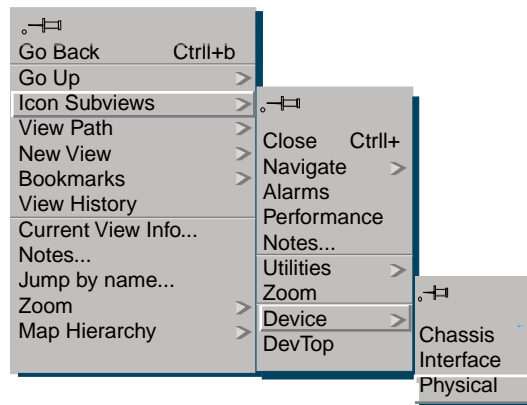 Go Back Ctrll+b
Go Up
Icon Subviews
View Path
New View
Bookmarks
View History
Current View Info...
Notes...
Jump by name...
Zoom
Map Hierarchy
Close Ctrll+
Navigate
Alarms
Performance
Notes...
Utilities
Zoom
Device
DevTop
Chassis
Interface
Physical